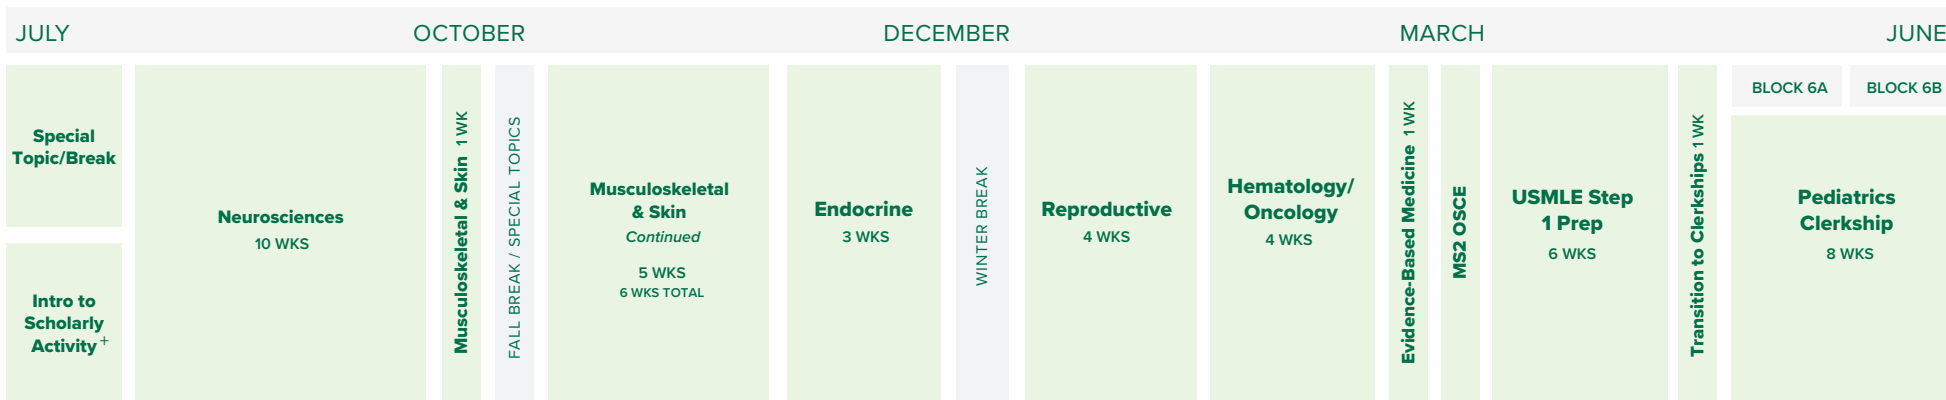 JULY OCTOBER DECEMBER MARCH JUNE
Special
Topic/Break
Intro to
Scholarly
Activity+
Neurosciences
10 WKS
Musculoskeletal & Skin 1 WK
FALL BREAK / SPECIAL TOPICS
Musculoskeletal
& Skin
Continued
5 WKS
6 WKS TOTAL
Endocrine
3 WKS
WINTER BREAK
Reproductive
4 WKS
Hematology/
Oncology
4 WKS
Evidence-Based Medicine 1 WK
MS2 OSCE
USMLE Step
1 Prep
6 WKS
Transition to Clerkships 1 WK
BLOCK 6A BLOCK 6B
Pediatrics
Clerkship
8 WKS